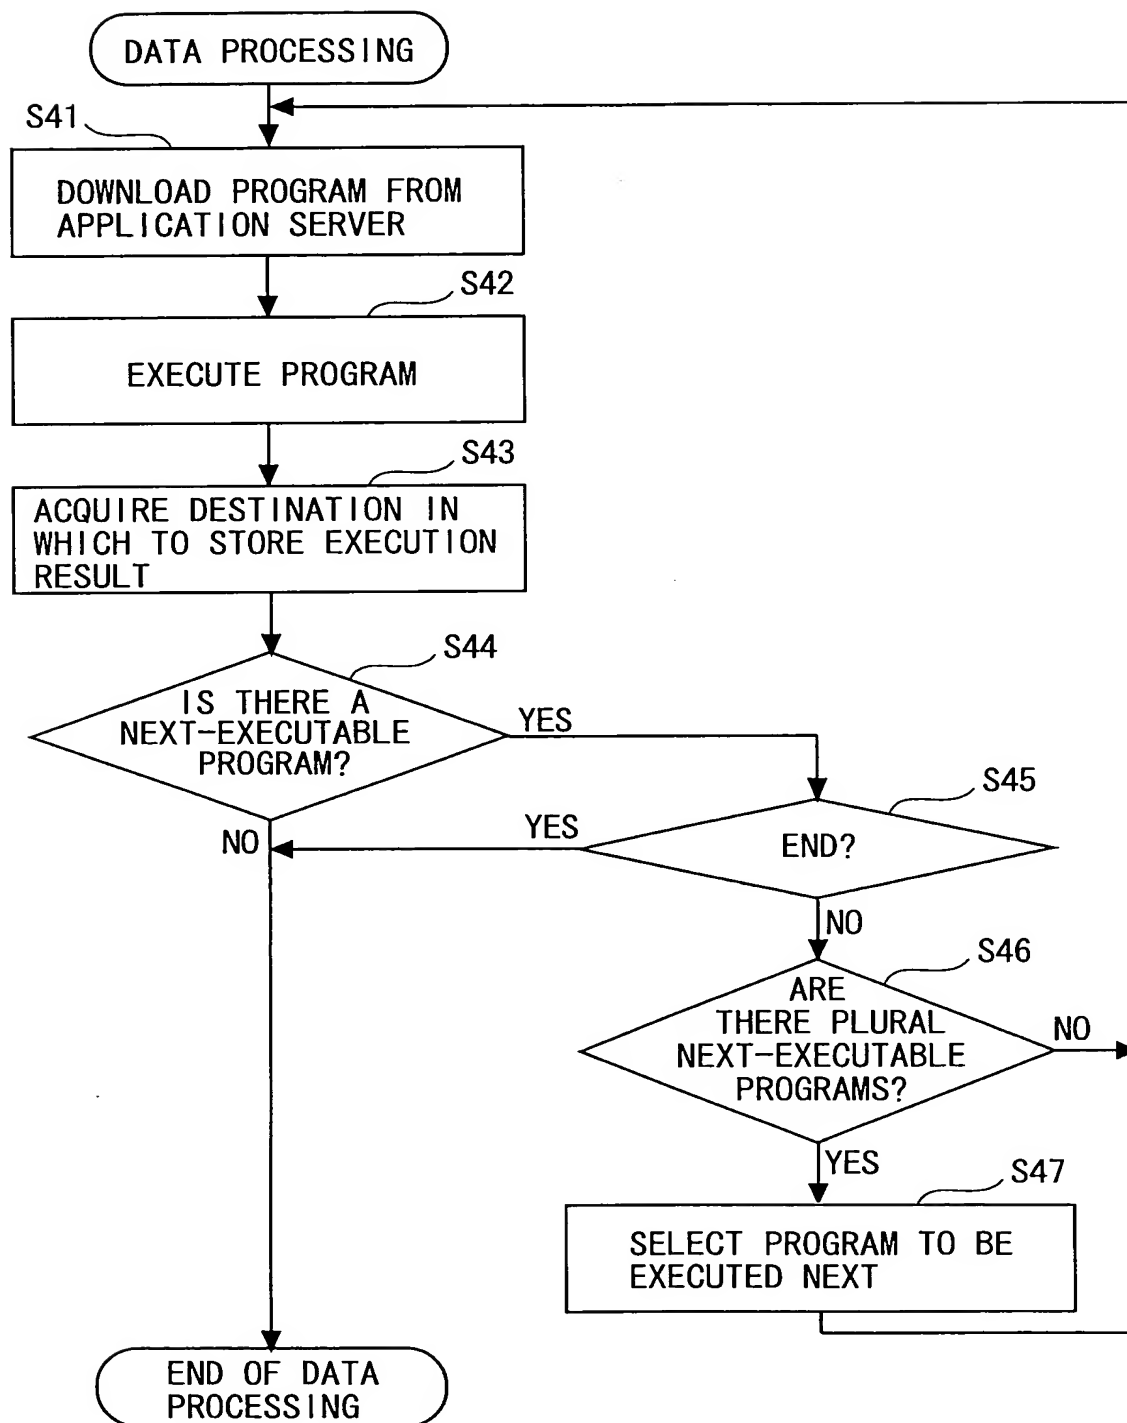 DATA PROCESSING
S41
DOWNLOAD PROGRAM FROM
APPLICATION SERVER
S42
EXECUTE PROGRAM
S43
ACQUIRE DESTINATION IN
WHICH TO STORE EXECUTION
RESULT
S44
IS THERE A
NEXT-EXECUTABLE
PROGRAM?
YES
NO
S45
END?
YES
NO
S46
ARE
THERE PLURAL
NEXT-EXECUTABLE
PROGRAMS?
NO
YES
S47
SELECT PROGRAM TO BE
EXECUTED NEXT
END OF DATA
PROCESSING